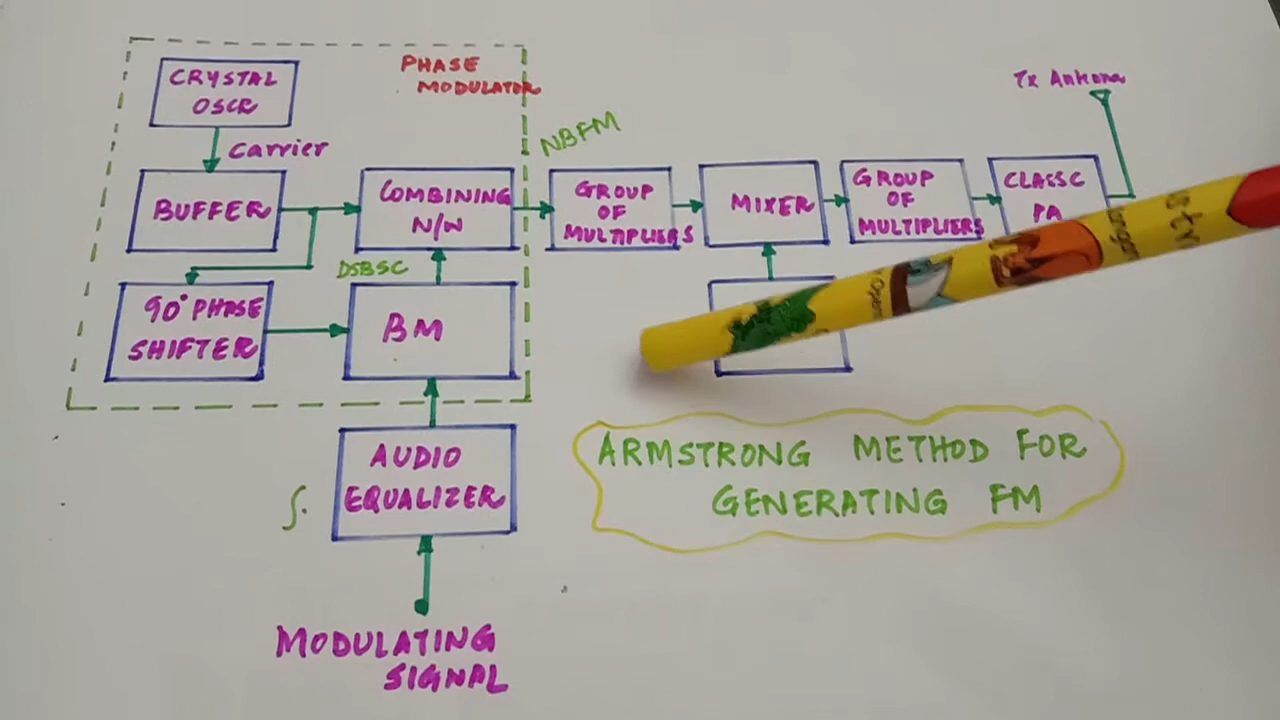 PHASE
MODULATOR
CRYSTAL
OSCR
Carrier
BUFFER
COMBINING
N/W
NBFM
GROUP
OF
MULTIPLIERS
MIXER
GROUP
OF
MULTIPLIERS
CLASSC
PA
Tx Antenna
90° PHASE
SHIFTER
DSBSC
BM
AUDIO
EQUALIZER
∫.
MODULATING
SIGNAL
ARMSTRONG METHOD FOR
GENERATING FM